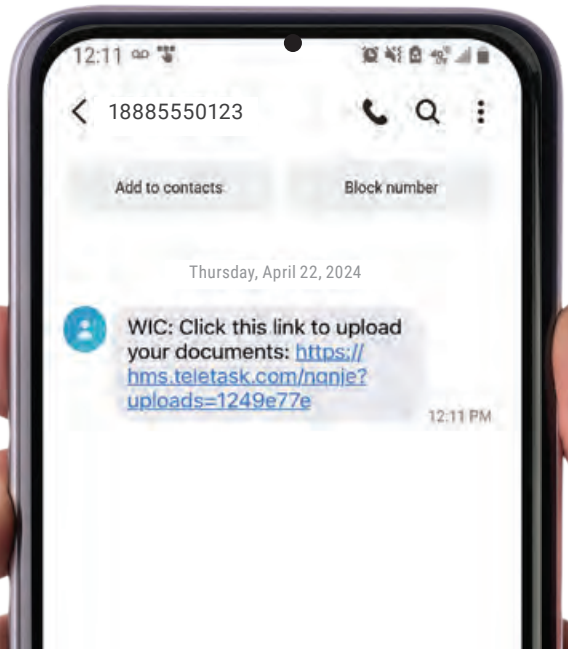 12:11
18885550123
Add to contacts Block number
Thursday, April 22, 2024
WIC: Click this link to upload
your documents: https://
hms.teletask.com/nqnje?
uploads=1249e77e
12:11 PM